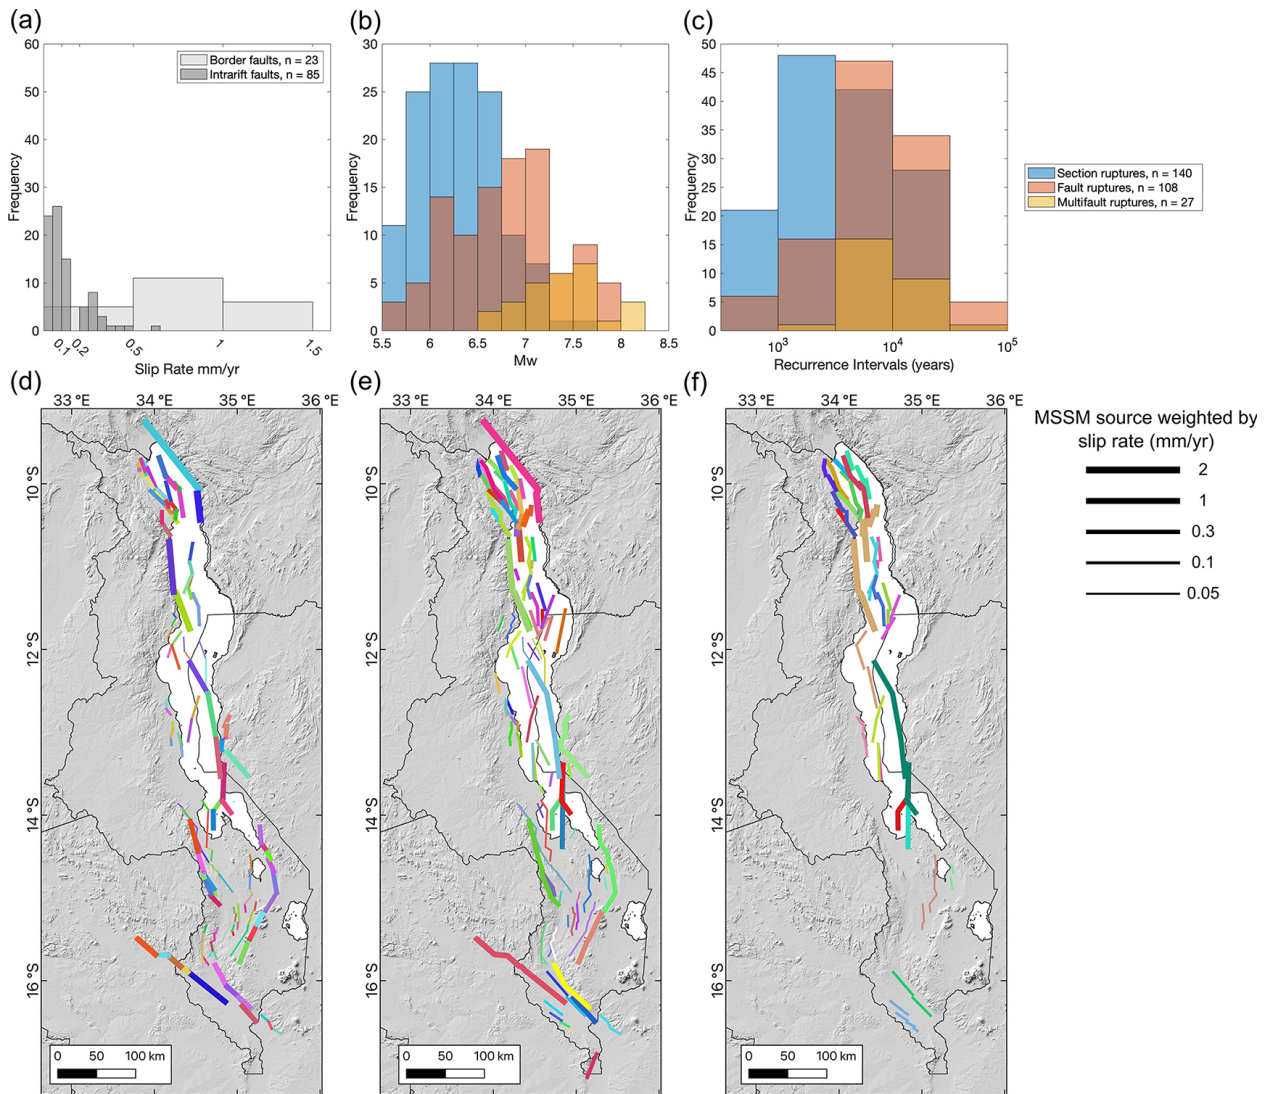 (a)
60
50
40
30
20
10
0
Frequency
0.1
0.2
0.5
1
1.5
Slip Rate mm/yr
Border faults, n = 23
Intrarift faults, n = 85
(b)
30
25
20
15
10
5
0
Frequency
5.5
6
6.5
7
7.5
8
8.5
Mw
(c)
50
45
40
35
30
25
20
15
10
5
0
Frequency
10³
10⁴
10⁵
Recurrence Intervals (years)
Section ruptures, n = 140
Fault ruptures, n = 108
Multifault ruptures, n = 27
(d)
33°E
34°E
35°E
36 °E
10°S
12°S
14°S
16°S
0 50 100 km
(e)
33°E
34°E
35°E
36 °E
10°S
12°S
14°S
16°S
0 50 100 km
(f)
33°E
34°E
35°E
36 °E
10°S
12°S
14°S
16°S
0 50 100 km
MSSM source weighted by
slip rate (mm/yr)
2
1
0.3
0.1
0.05